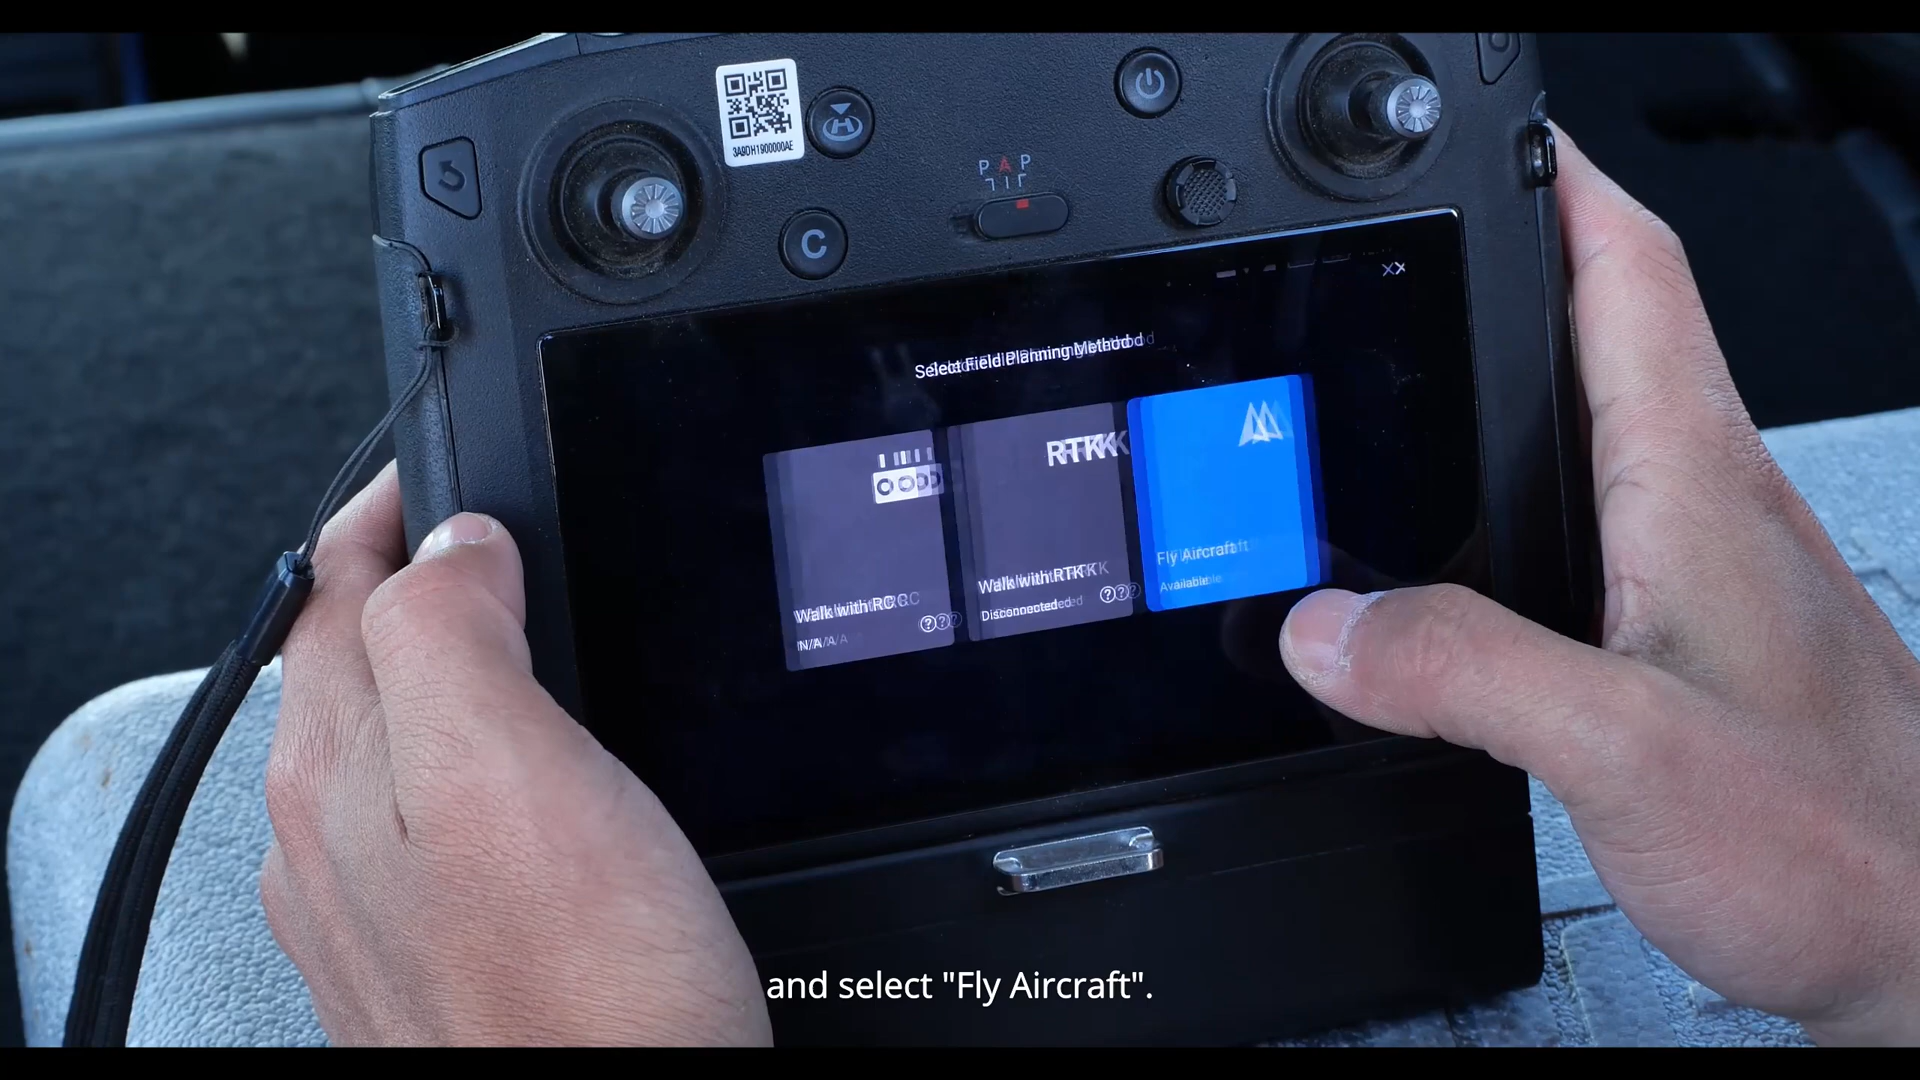 3A9DH1900000AE
P A P
C
Select Field Planning Method
RTK
Fly Aircraft
Available
Walk with RTK
Disconnected
Walk with RC
N/A
and select "Fly Aircraft".